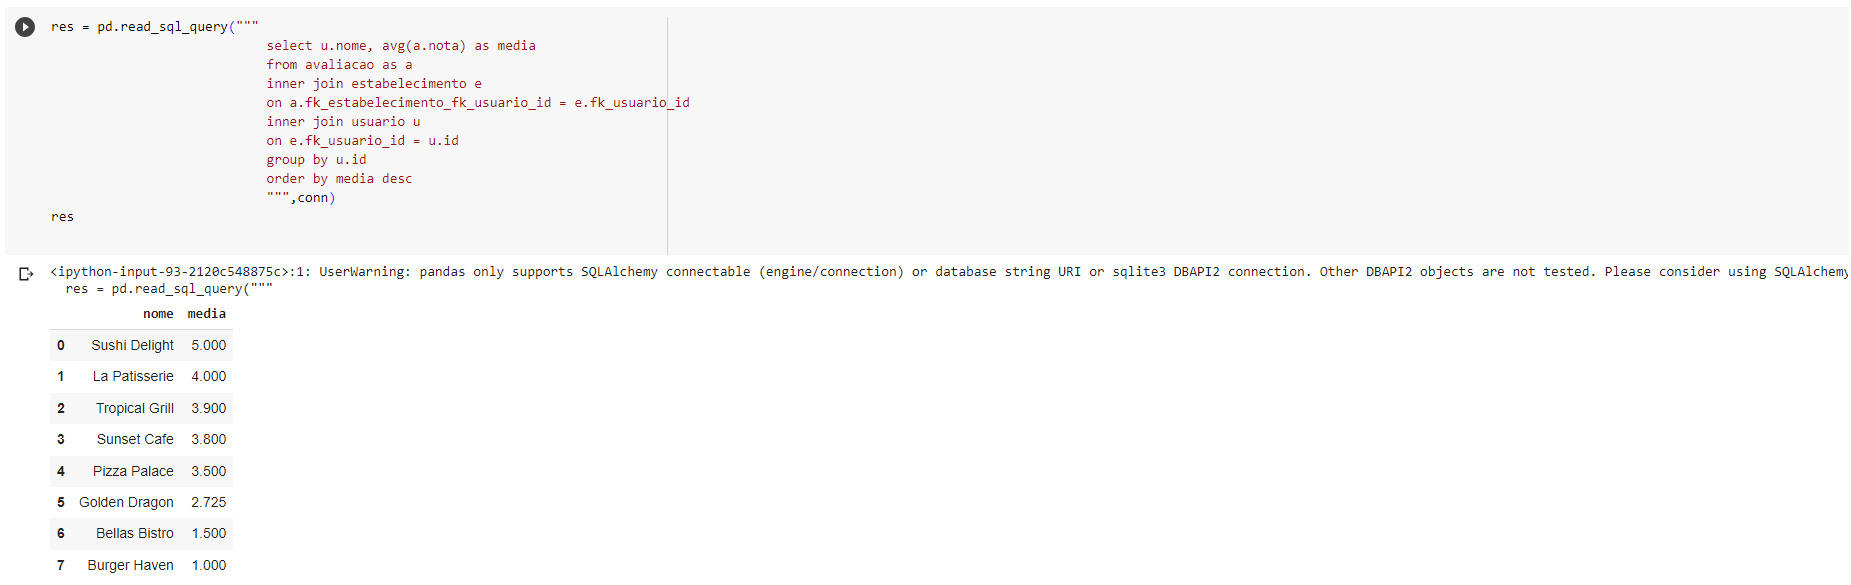 res = pd.read_sql_query("""
select u.nome, avg(a.nota) as media
from avaliacao as a
inner join estabelecimento e
on a.fk_estabelecimento_fk_usuario_id = e.fk_usuario_id
inner join usuario u
on e.fk_usuario_id = u.id
group by u.id
order by media desc
""",conn)
res
<ipython-input-93-2120c548875c>:1: UserWarning: pandas only supports SQLAlchemy connectable (engine/connection) or database string URI or sqlite3 DBAPI2 connection. Other DBAPI2 objects are not tested. Please consider using SQLAlchemy
res = pd.read_sql_query("""
nome media
0 Sushi Delight 5.000
1 La Patisserie 4.000
2 Tropical Grill 3.900
3 Sunset Cafe 3.800
4 Pizza Palace 3.500
5 Golden Dragon 2.725
6 Bellas Bistro 1.500
7 Burger Haven 1.000